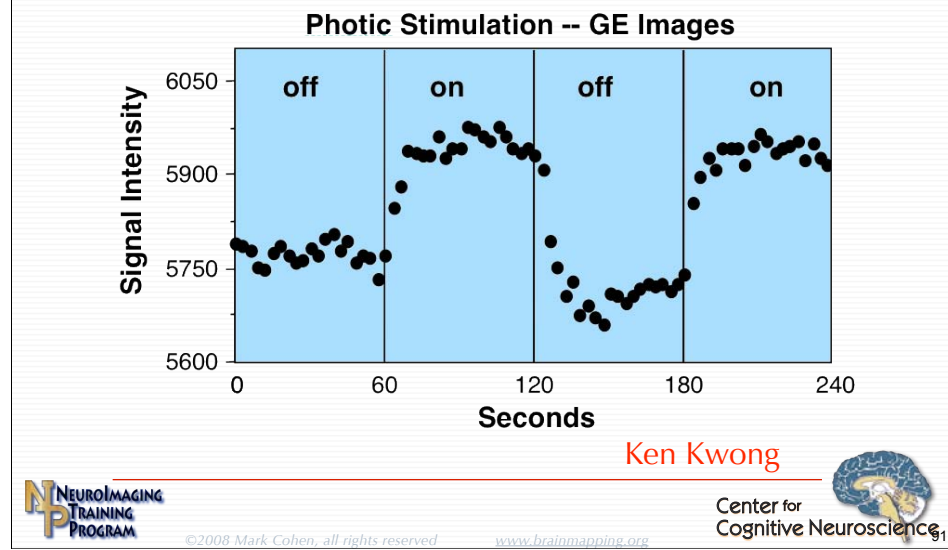 Photic Stimulation -- GE Images
off on off on
Signal Intensity
6050
5900
5750
5600
0 60 120 180 240
Seconds
Ken Kwong
NEUROIMAGING
TRAINING
PROGRAM
NP
Center for
Cognitive Neuroscience
91
©2008 Mark Cohen, all rights reserved www.brainmapping.org